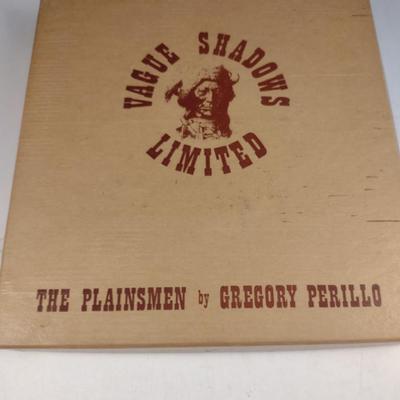 VAGUE SHADOWS
LIMITED
THE PLAINSMEN by GREGORY PERILLO